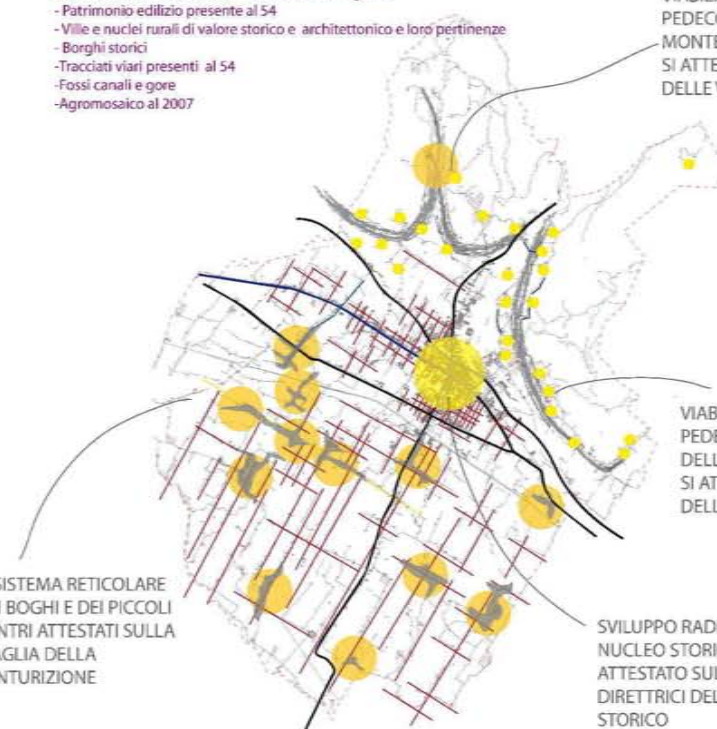 - Patrimonio edilizio presente al 54
- Ville e nuclei rurali di valore storico e architettonico e loro pertinenze
- Borghi storici
-Tracciati viari presenti al 54
-Fossi canali e gore
-Agromosaico al 2007
PEDECO
MONTE
SI ATTE
DELLE V
VIAB
PEDE
DELL
SI AT
DELL
SISTEMA RETICOLARE
I BOGHI E DEI PICCOLI
NTRI ATTESTATI SULLA
AGLIA DELLA
NTURIZIONE
SVILUPPO RAD
NUCLEO STORI
ATTESTATO SUL
DIRETTRICI DEL
STORICO